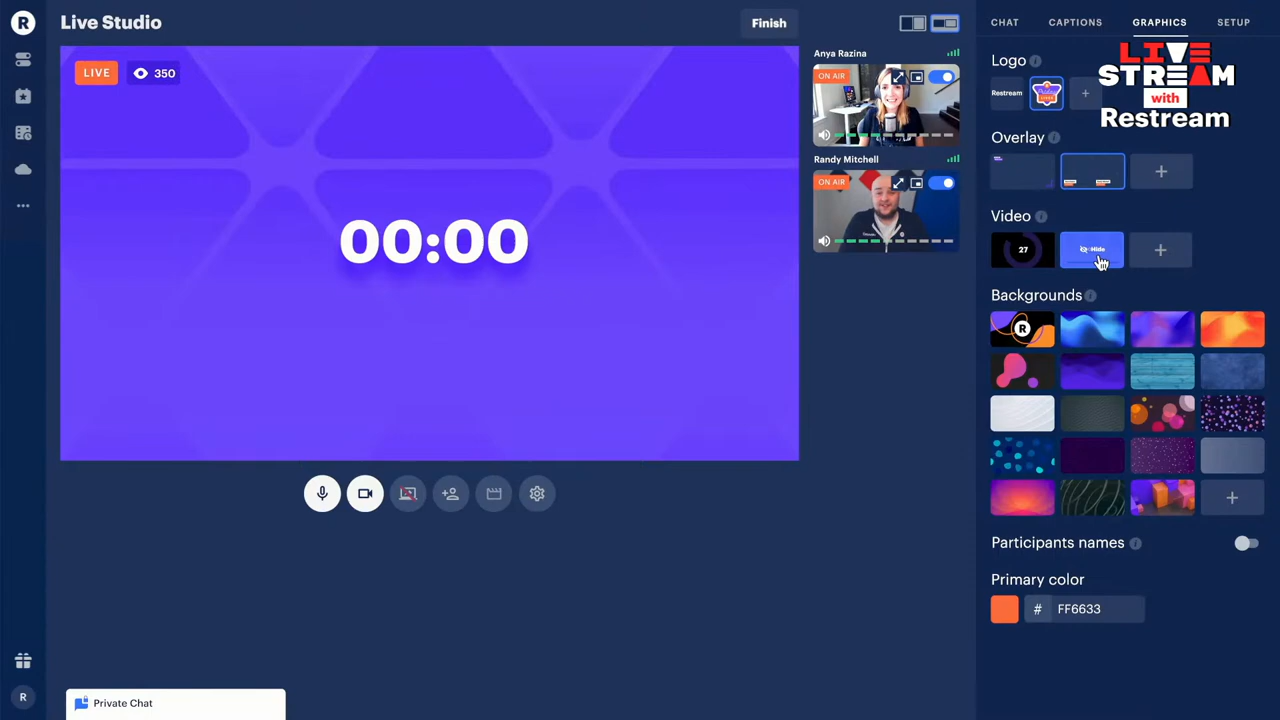 R
Live Studio
Finish
CHAT
CAPTIONS
GRAPHICS
SETUP
LIVE
350
00:00
Anya Razina
ON AIR
Randy Mitchell
ON AIR
Logo
Restream
LIVE
STREAM
with
Restream
Overlay
Video
27
Hide
Backgrounds
R
Participants names
Primary color
# FF6633
R
Private Chat